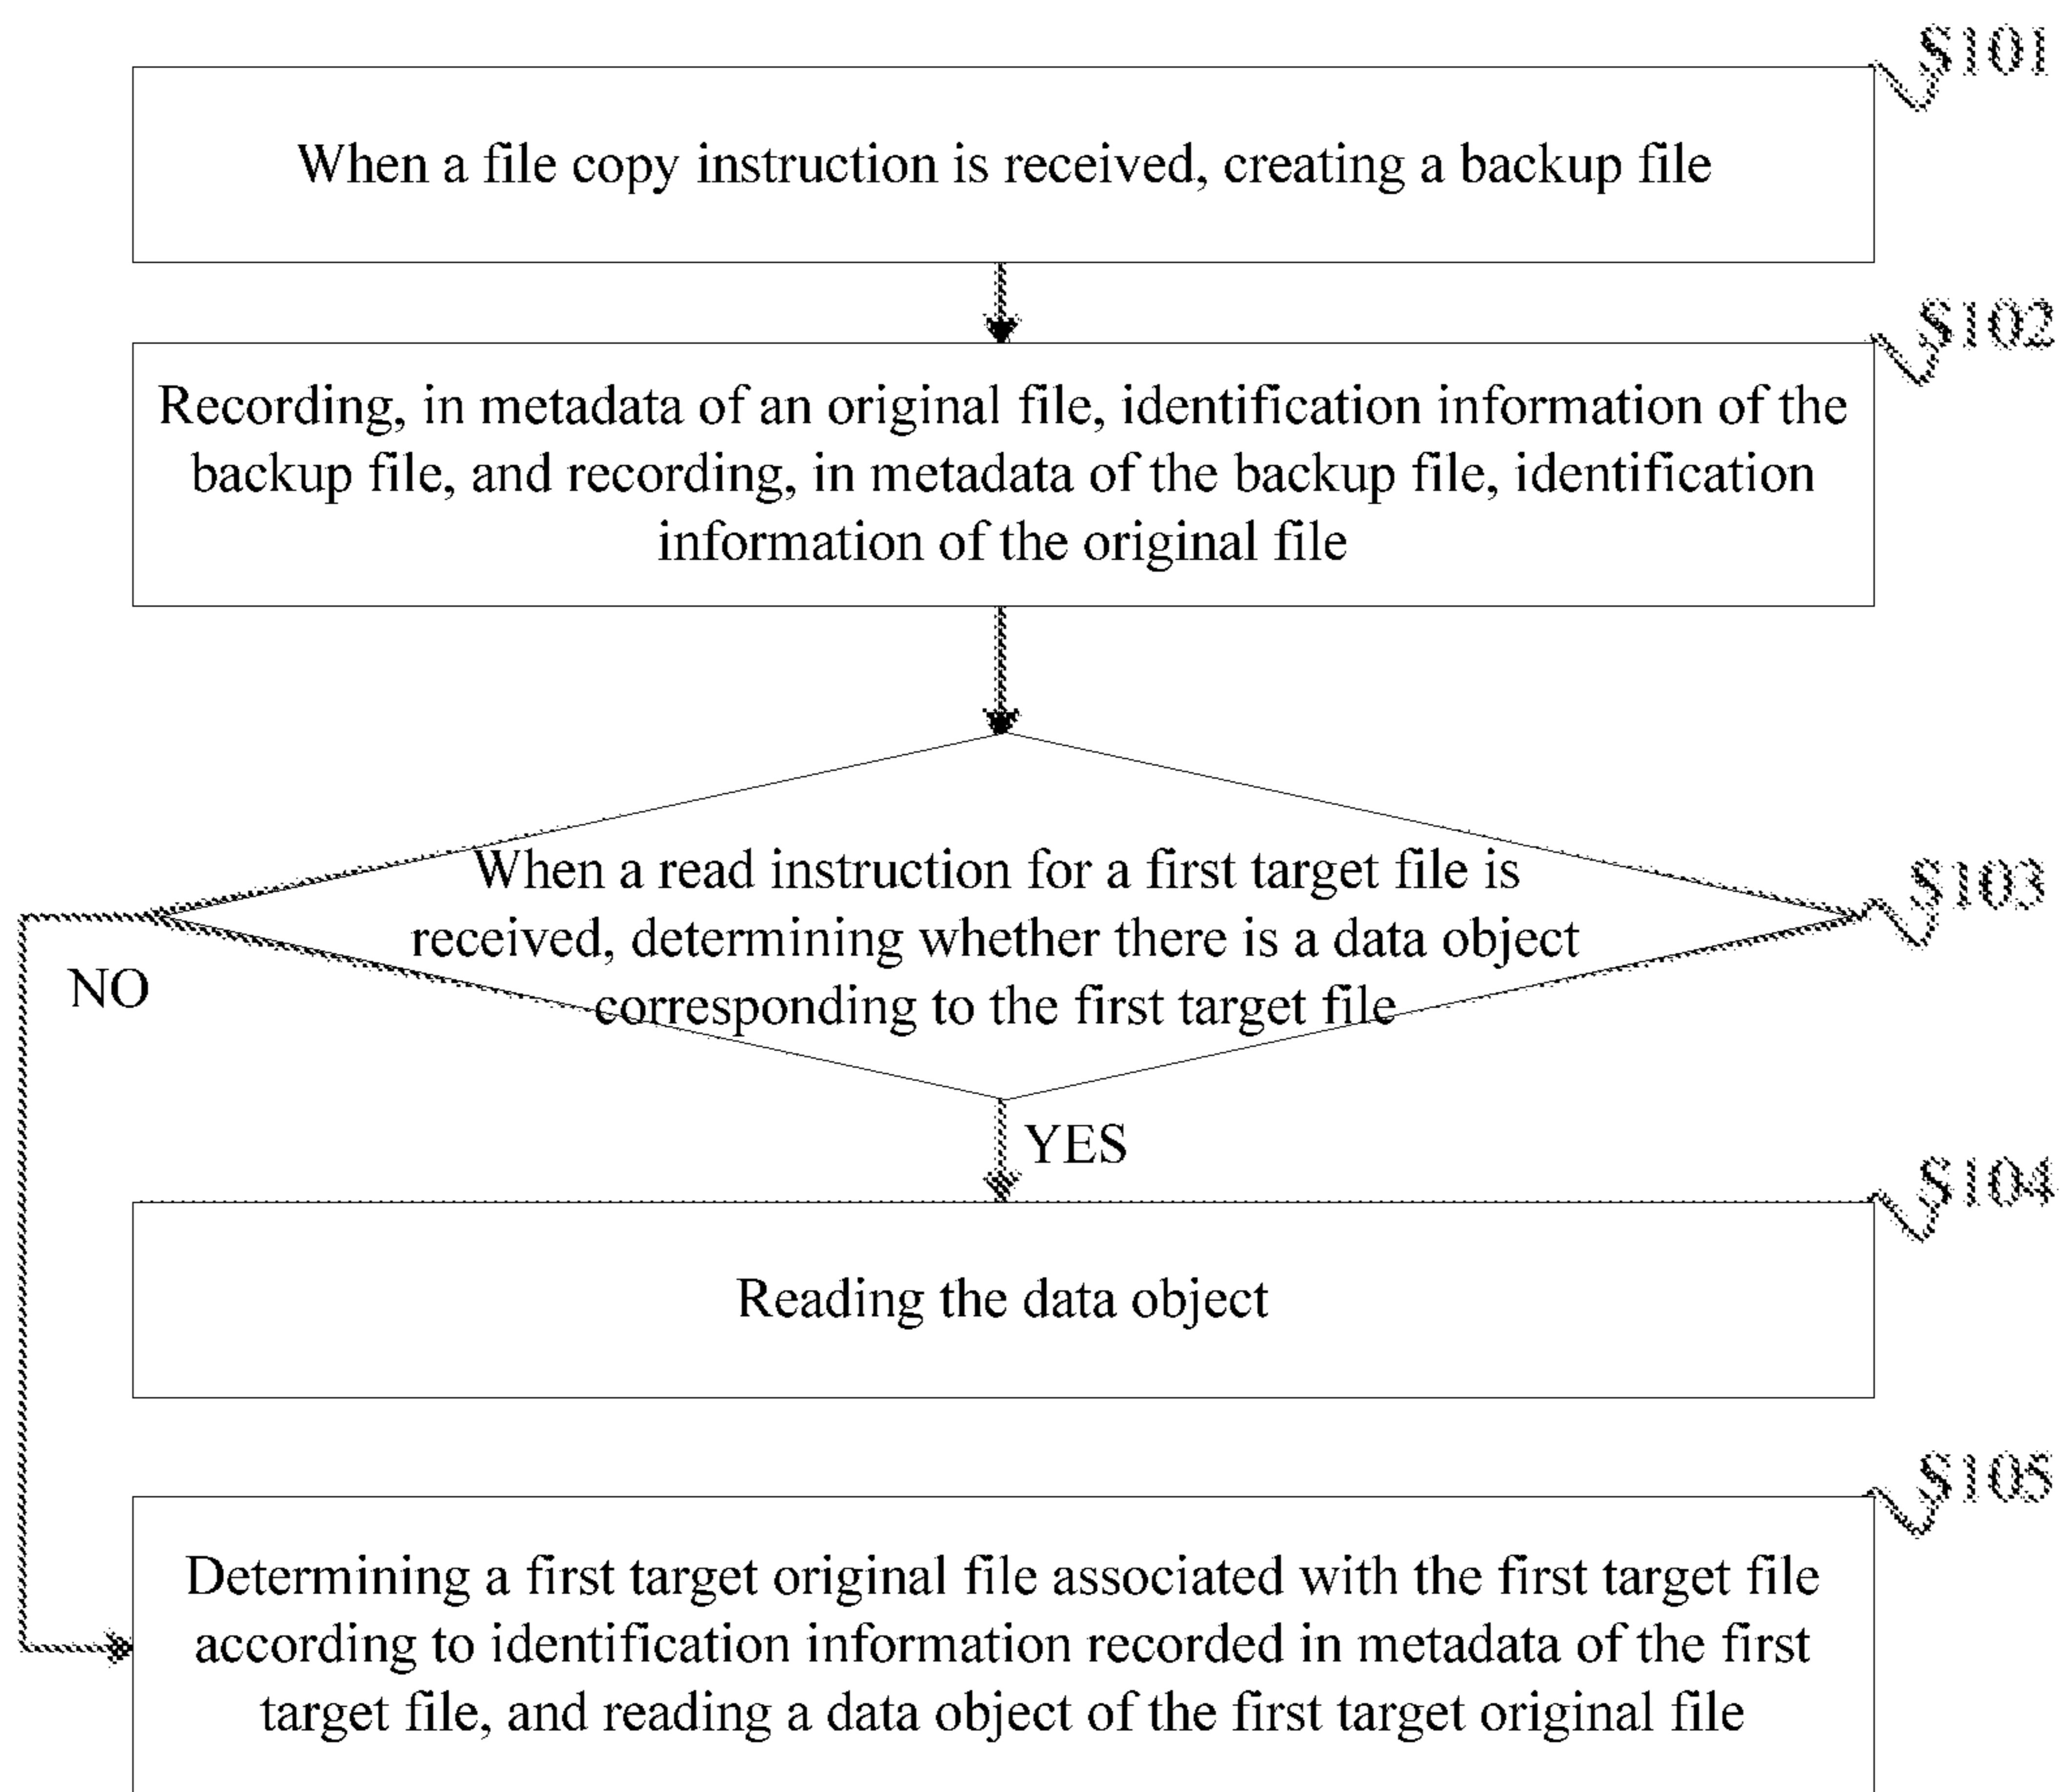 S101
When a file copy instruction is received, creating a backup file
S102
Recording, in metadata of an original file, identification information of the
backup file, and recording, in metadata of the backup file, identification
information of the original file
When a read instruction for a first target file is
received, determining whether there is a data object
corresponding to the first target file
S103
NO
YES
S104
Reading the data object
S105
Determining a first target original file associated with the first target file
according to identification information recorded in metadata of the first
target file, and reading a data object of the first target original file